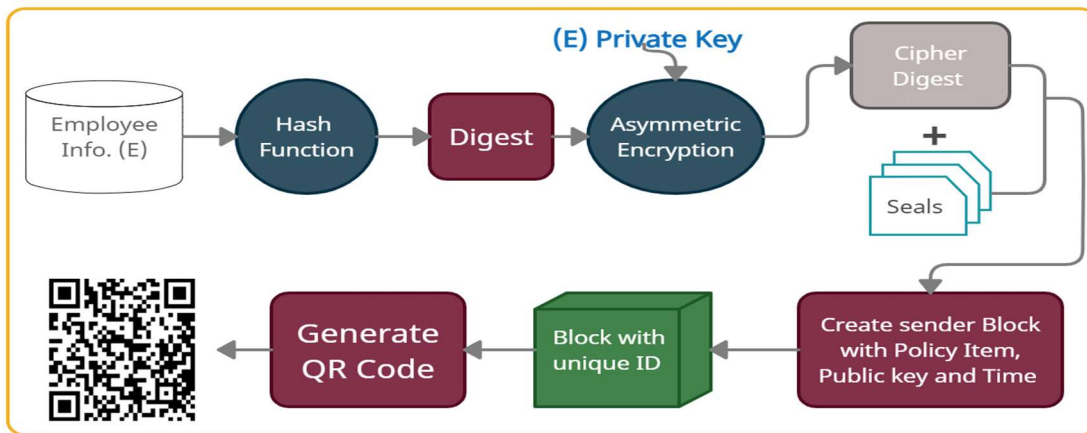 (E) Private Key
Employee
Info. (E)
Hash
Function
Digest
Asymmetric
Encryption
Cipher
Digest
+
Seals
Create sender Block
with Policy Item,
Public key and Time
Block with
unique ID
Generate
QR Code